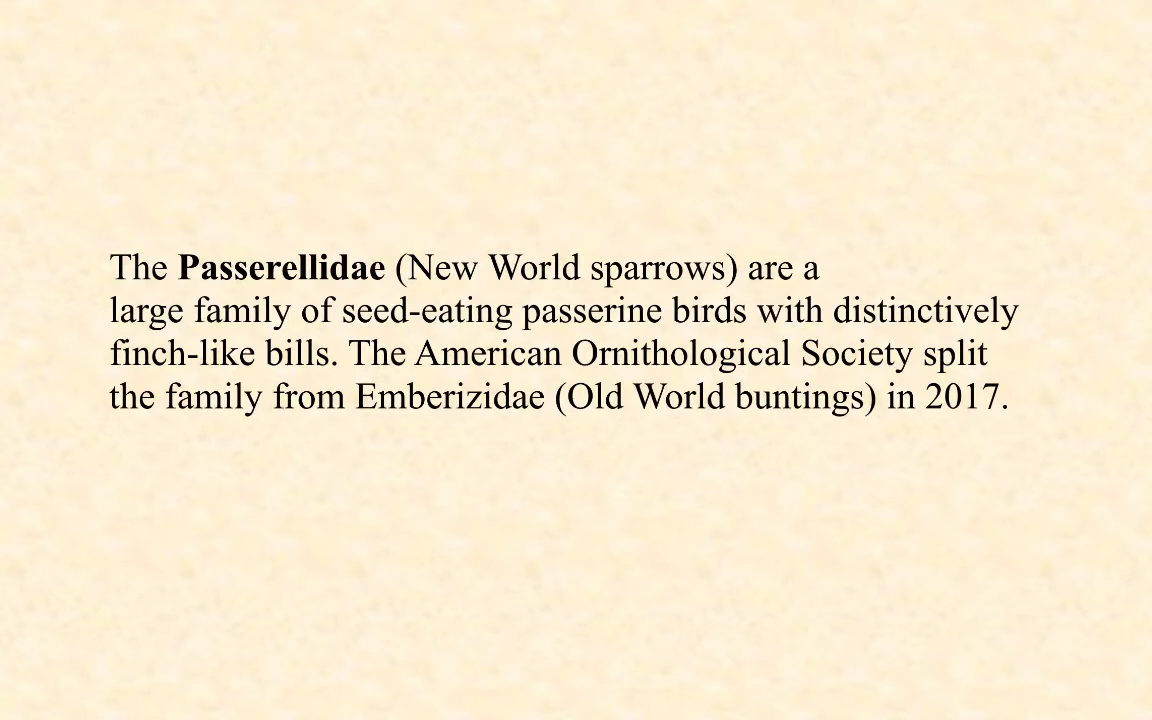 The Passerellidae (New World sparrows) are a
large family of seed-eating passerine birds with distinctively
finch-like bills. The American Ornithological Society split
the family from Emberizidae (Old World buntings) in 2017.